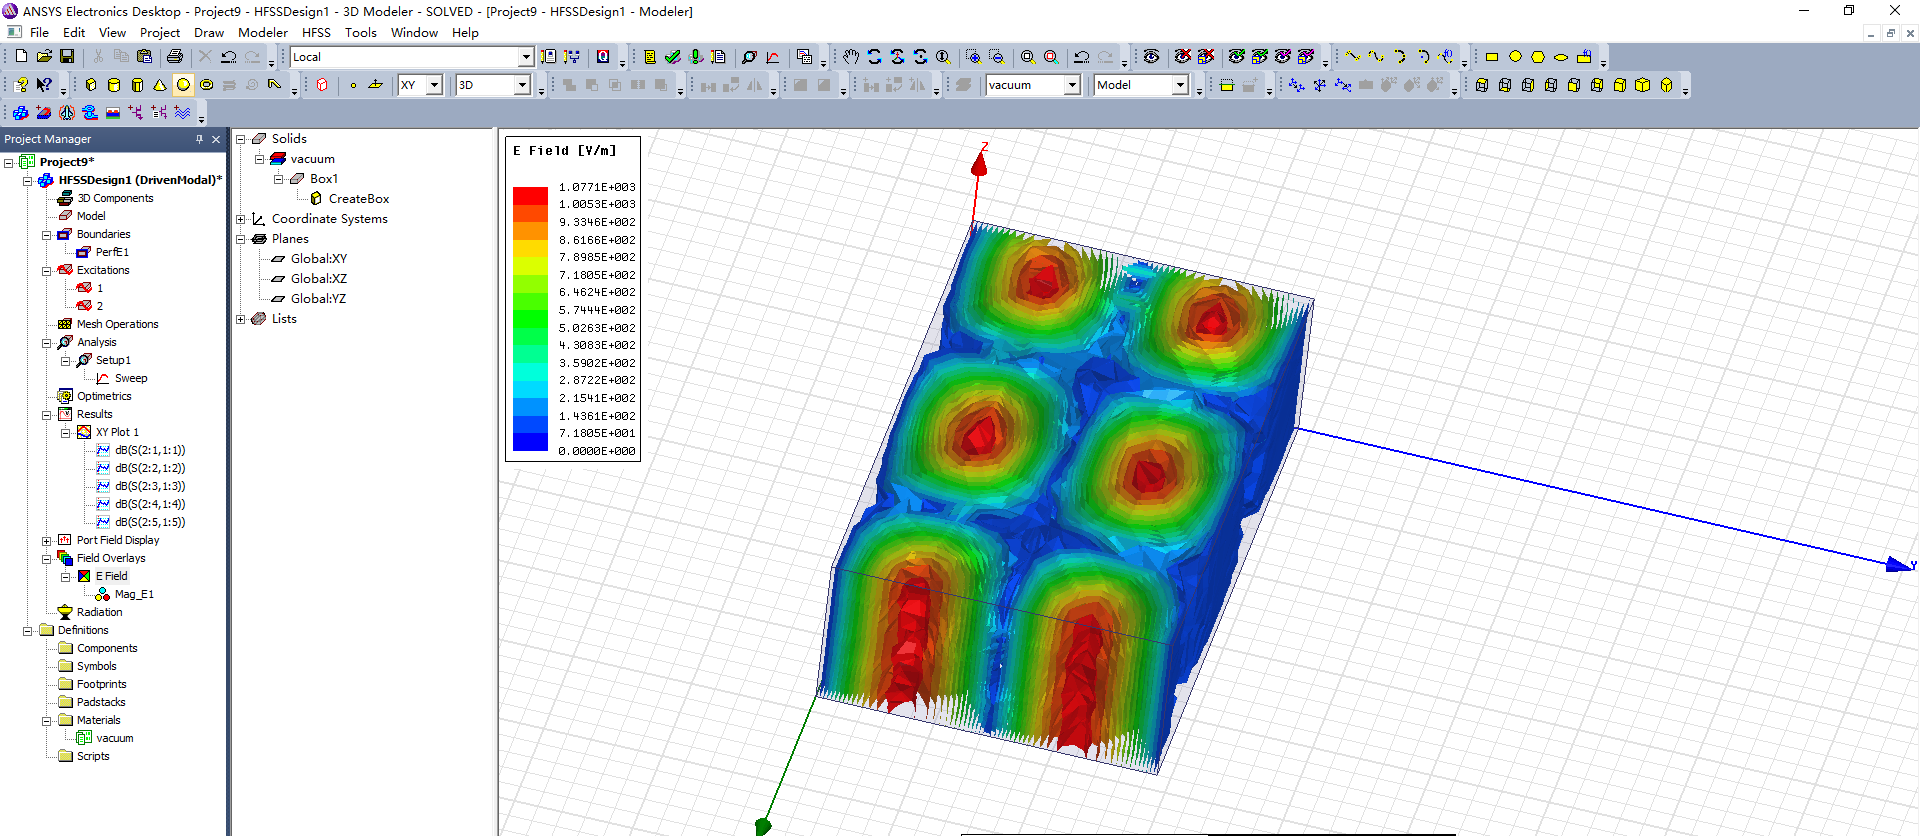 ANSYS Electronics Desktop - Project9 - HFSSDesign1 - 3D Modeler - SOLVED - [Project9 - HFSSDesign1 - Modeler]
File Edit View Project Draw Modeler HFSS Tools Window Help
Local
XY 3D vacuum Model
Project Manager
Project9*
HFSSDesign1 (DrivenModal)*
3D Components
Model
Boundaries
PerfE1
Excitations
1
2
Mesh Operations
Analysis
Setup1
Sweep
Optimetrics
Results
XY Plot 1
dB(S(2:1,1:1))
dB(S(2:2,1:2))
dB(S(2:3,1:3))
dB(S(2:4,1:4))
dB(S(2:5,1:5))
Port Field Display
Field Overlays
E Field
Mag_E1
Radiation
Definitions
Components
Symbols
Footprints
Padstacks
Materials
vacuum
Scripts
Solids
vacuum
Box1
CreateBox
Coordinate Systems
Planes
Global:XY
Global:XZ
Global:YZ
Lists
E Field [V/m]
1.0771E+003
1.0053E+003
9.3346E+002
8.6166E+002
7.8985E+002
7.1805E+002
6.4624E+002
5.7444E+002
5.0263E+002
4.3083E+002
3.5902E+002
2.8722E+002
2.1541E+002
1.4361E+002
7.1805E+001
0.0000E+000
Z
Y